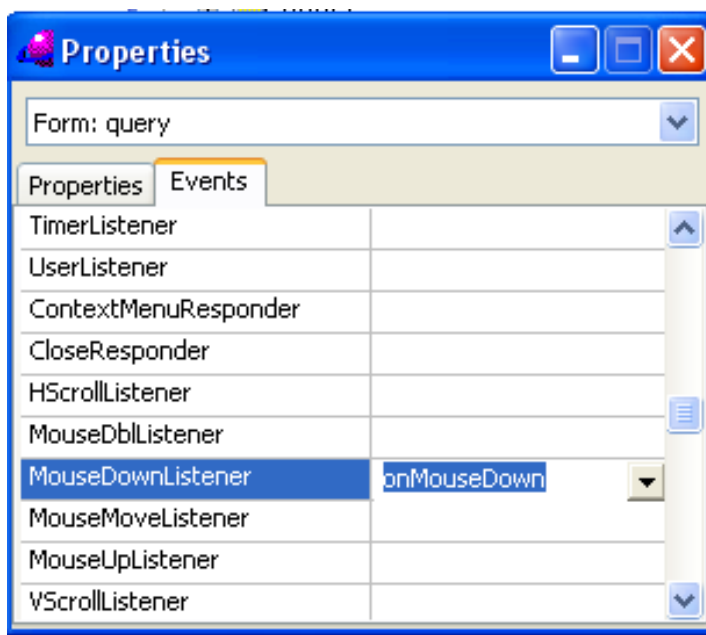 Properties
Form: query
Properties Events
TimerListener
UserListener
ContextMenuResponder
CloseResponder
HScrollListener
MouseDblListener
MouseDownListener onMouseDown
MouseMoveListener
MouseUpListener
VScrollListener